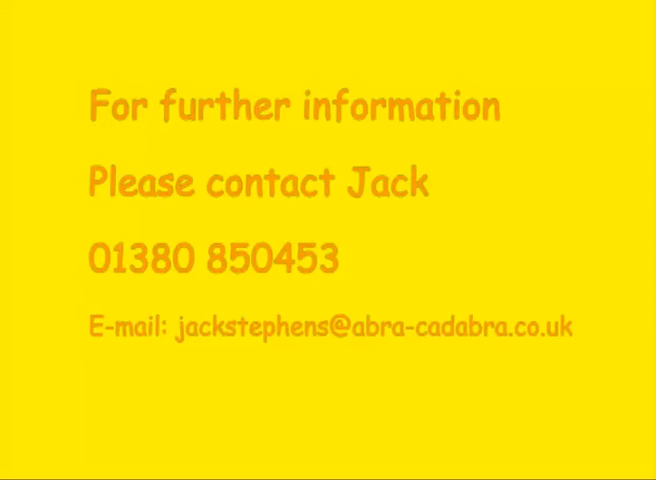 For further information
Please contact Jack
01380 850453
E-mail: jackstephens@abra-cadabra.co.uk